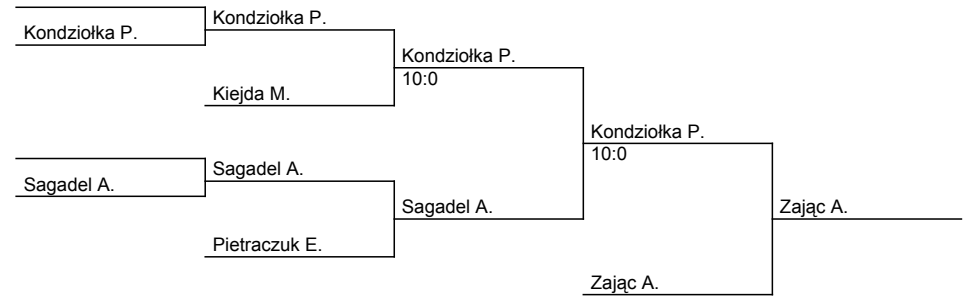 Kondziołka P.
Kondziołka P.
Kiejda M.
Kondziołka P.
10:0
Sagadel A.
Sagadel A.
Pietraczuk E.
Sagadel A.
Kondziołka P.
10:0
Zając A.
Zając A.